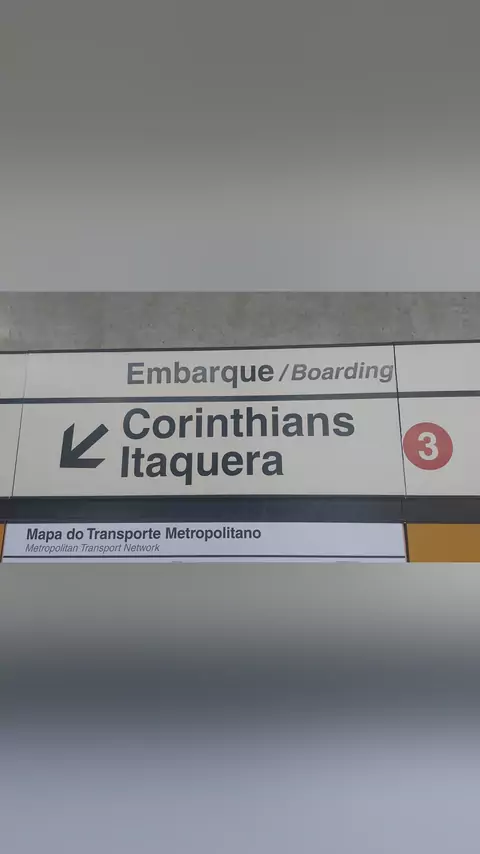 Embarque / Boarding
Corinthians
Itaquera
3
Mapa do Transporte Metropolitano
Metropolitan Transport Network